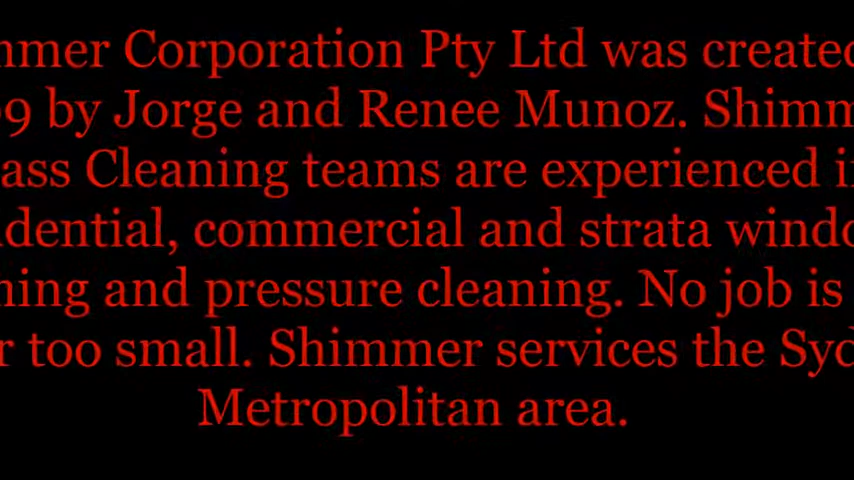 mmer Corporation Pty Ltd was created
09 by Jorge and Renee Munoz. Shimm
ass Cleaning teams are experienced i
dential, commercial and strata windo
ning and pressure cleaning. No job is
r too small. Shimmer services the Syd
Metropolitan area.